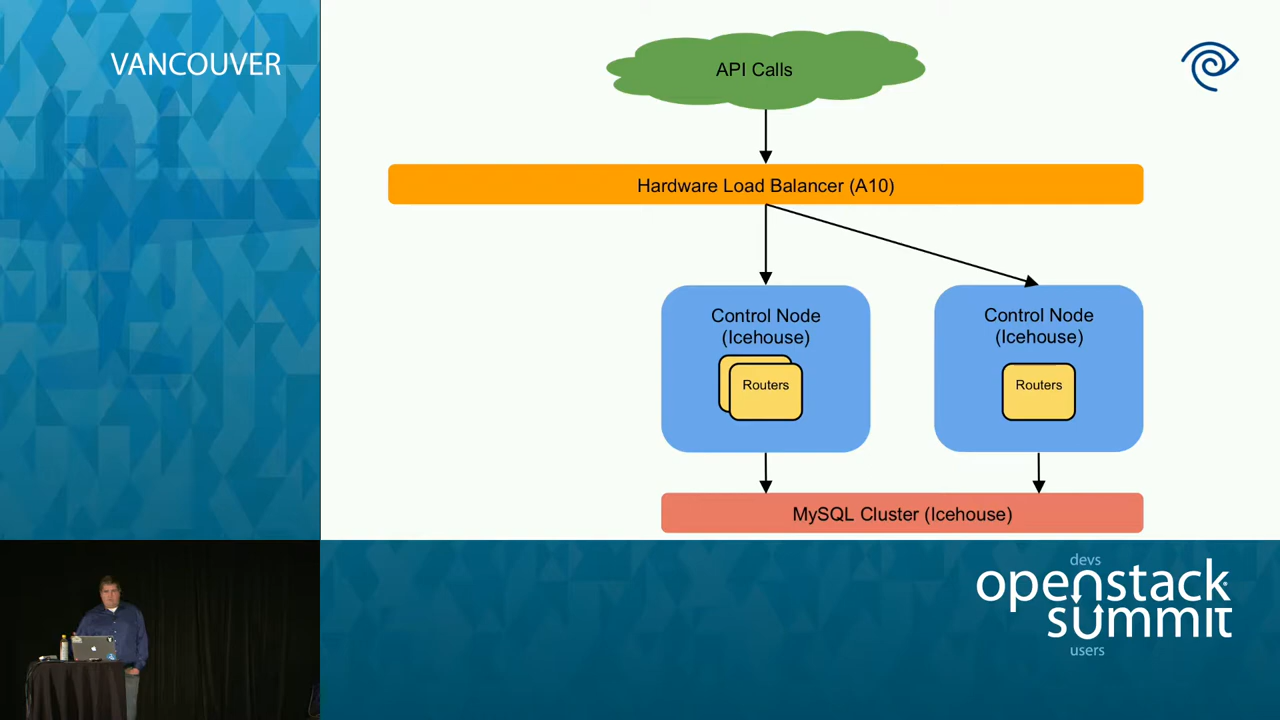 VANCOUVER
API Calls
Hardware Load Balancer (A10)
Control Node
(Icehouse)
Routers
Control Node
(Icehouse)
Routers
MySQL Cluster (Icehouse)
devs
openstack
summit
users